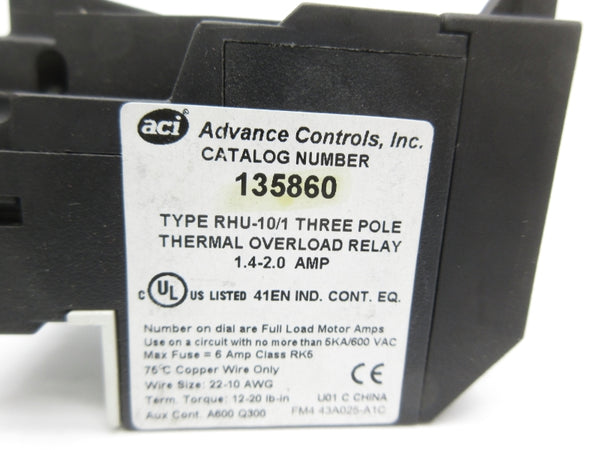 aci® Advance Controls, Inc.
CATALOG NUMBER
135860
TYPE RHU-10/1 THREE POLE
THERMAL OVERLOAD RELAY
1.4-2.0 AMP
C UL US LISTED 41EN IND. CONT. EQ.
Number on dial are Full Load Motor Amps
Use on a circuit with no more than 5KA/600 VAC
Max Fuse = 6 Amp Class RK5
75°C Copper Wire Only
Wire Size: 22-10 AWG
CE
Term. Torque: 12-20 lb-in U01 C CHINA
Aux Cont. A600 Q300 FM4 43A025-A1C